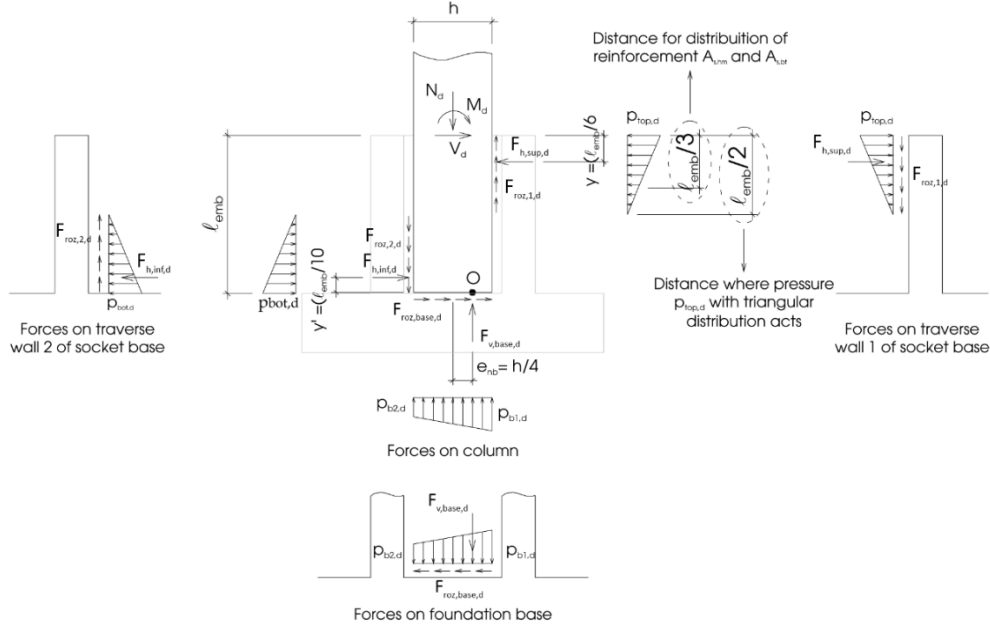 h
Distance for distribuition of
reinforcement A_s,hm and A_s,bf
N_d
M_d
V_d
p_top,d
p_top,d
F_h,sup,d
y = (ℓ_emb/6
ℓ_emb/3
ℓ_emb/2
F_h,sup,d
F_roz,1,d
F_roz,1,d
ℓ_emb
F_roz,2,d
F_roz,2,d
F_h,inf,d
F_h,inf,d
O
p_bot,d
pbot,d
y' = (ℓ_emb/10
F_roz,base,d
F_v,base,d
Distance where pressure
p_top,d with triangular
distribution acts
Forces on traverse
wall 2 of socket base
Forces on traverse
wall 1 of socket base
e_nb = h/4
p_b2,d
p_b1,d
Forces on column
F_v,base,d
p_b2,d
p_b1,d
F_roz,base,d
Forces on foundation base